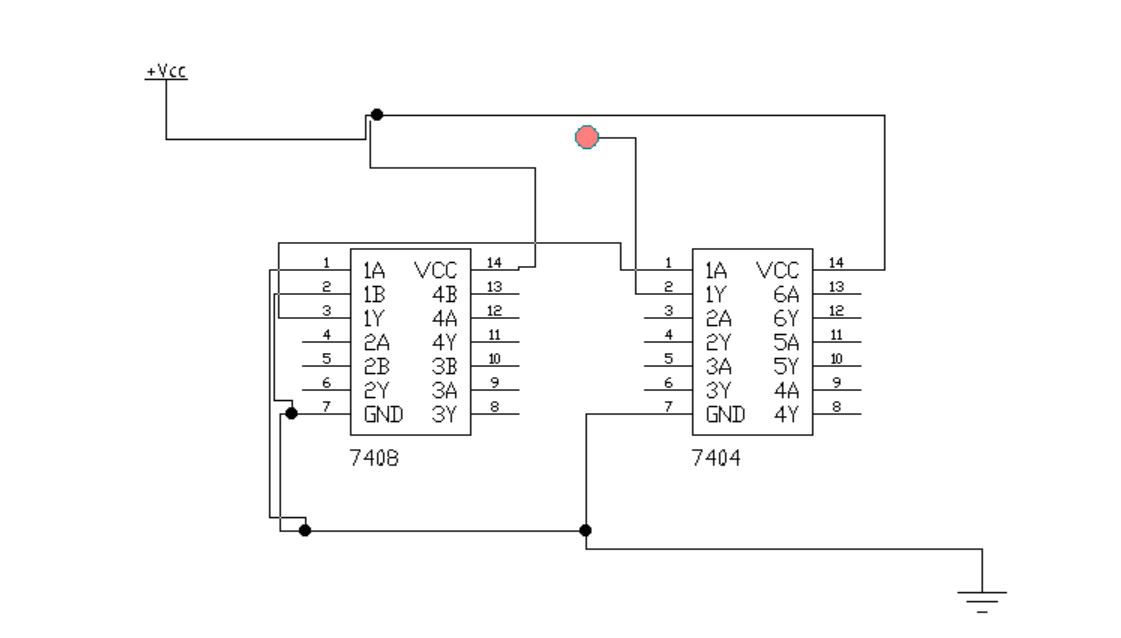 +Vcc
1 1A VCC 14
2 1B 4B 13
3 1Y 4A 12
4 2A 4Y 11
5 2B 3B 10
6 2Y 3A 9
7 GND 3Y 8
7408
1 1A VCC 14
2 1Y 6A 13
3 2A 6Y 12
4 2Y 5A 11
5 3A 5Y 10
6 3Y 4A 9
7 GND 4Y 8
7404